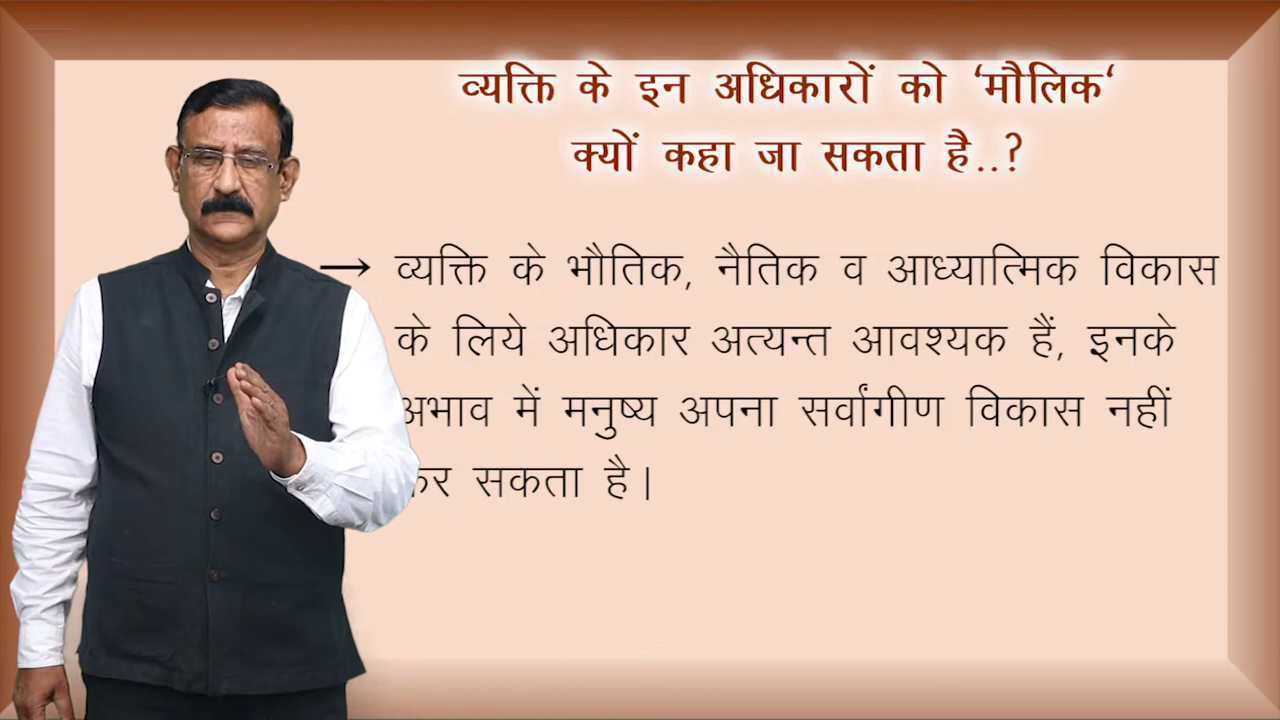 व्यक्ति के इन अधिकारों को ‘मौलिक‘
क्यों कहा जा सकता है..?
→ व्यक्ति के भौतिक, नैतिक व आध्यात्मिक विकास
के लिये अधिकार अत्यन्त आवश्यक हैं, इनके
अभाव में मनुष्य अपना सर्वांगीण विकास नहीं
कर सकता है।